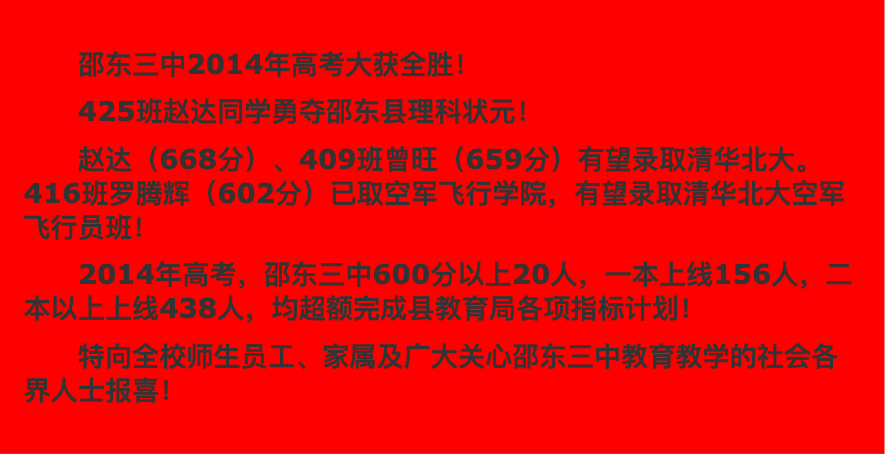 邵东三中2014年高考大获全胜！
425班赵达同学勇夺邵东县理科状元！
赵达（668分）、409班曾旺（659分）有望录取清华北大。
416班罗腾辉（602分）已取空军飞行学院，有望录取清华北大空军
飞行员班！
2014年高考，邵东三中600分以上20人，一本上线156人，二
本以上上线438人，均超额完成县教育局各项指标计划！
特向全校师生员工、家属及广大关心邵东三中教育教学的社会各
界人士报喜！